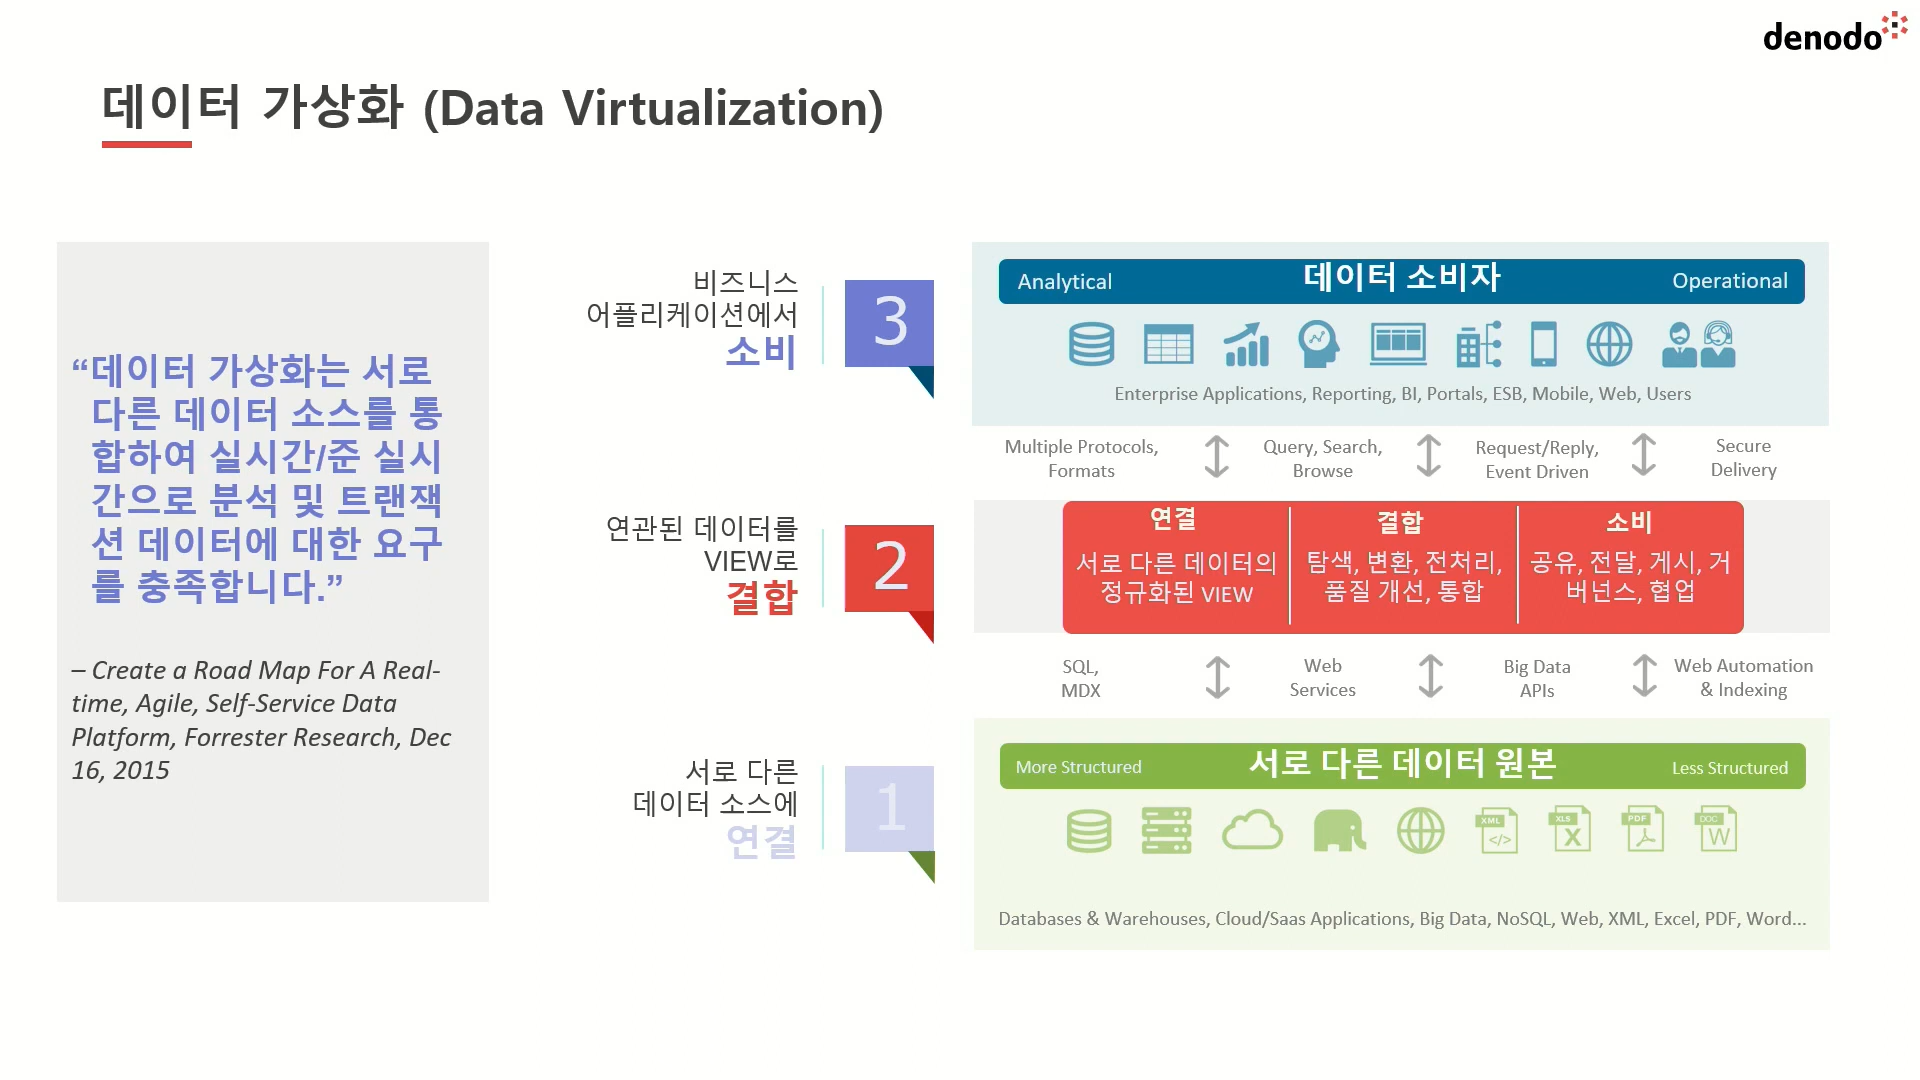 denodo
데이터 가상화 (Data Virtualization)
“데이터 가상화는 서로
다른 데이터 소스를 통
합하여 실시간/준 실시
간으로 분석 및 트랜잭
션 데이터에 대한 요구
를 충족합니다.”
– Create a Road Map For A Real-
time, Agile, Self-Service Data
Platform, Forrester Research, Dec
16, 2015
비즈니스
어플리케이션에서
소비
3
연관된 데이터를
VIEW로
결합
2
서로 다른
데이터 소스에
연결
1
Analytical 데이터 소비자 Operational
Enterprise Applications, Reporting, BI, Portals, ESB, Mobile, Web, Users
Multiple Protocols,
Formats
Query, Search,
Browse
Request/Reply,
Event Driven
Secure
Delivery
연결
서로 다른 데이터의
정규화된 VIEW
결합
탐색, 변환, 전처리,
품질 개선, 통합
소비
공유, 전달, 게시, 거
버넌스, 협업
SQL,
MDX
Web
Services
Big Data
APIs
Web Automation
& Indexing
More Structured 서로 다른 데이터 원본 Less Structured
XML
</>
XLS
X
PDF
DOC
W
Databases & Warehouses, Cloud/Saas Applications, Big Data, NoSQL, Web, XML, Excel, PDF, Word...